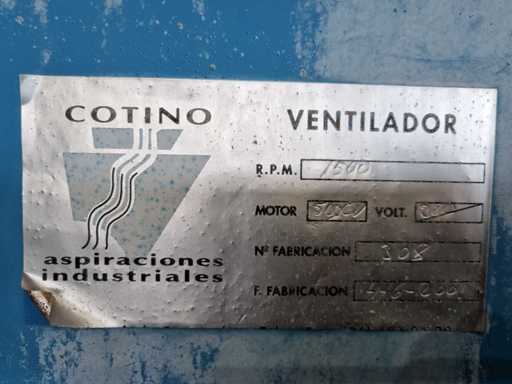 COTINO
aspiraciones
industriales
VENTILADOR
R.P.M. 1500
MOTOR VOLT.
Nº FABRICACION 308
F. FABRICACION